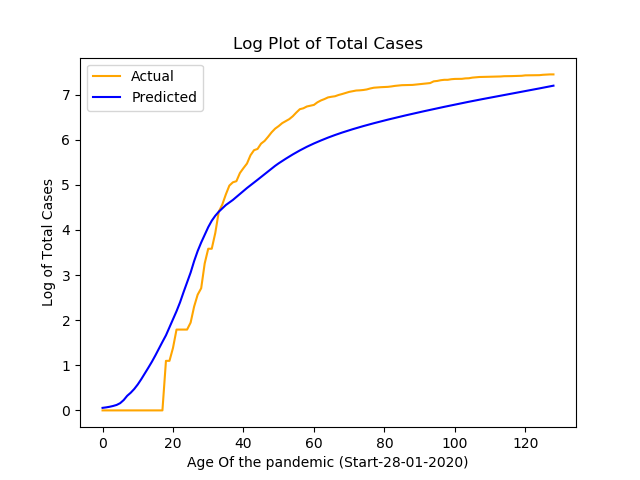 Log Plot of Total Cases
Actual
Predicted
Log of Total Cases
7
6
5
4
3
2
1
0
0 20 40 60 80 100 120
Age Of the pandemic (Start-28-01-2020)